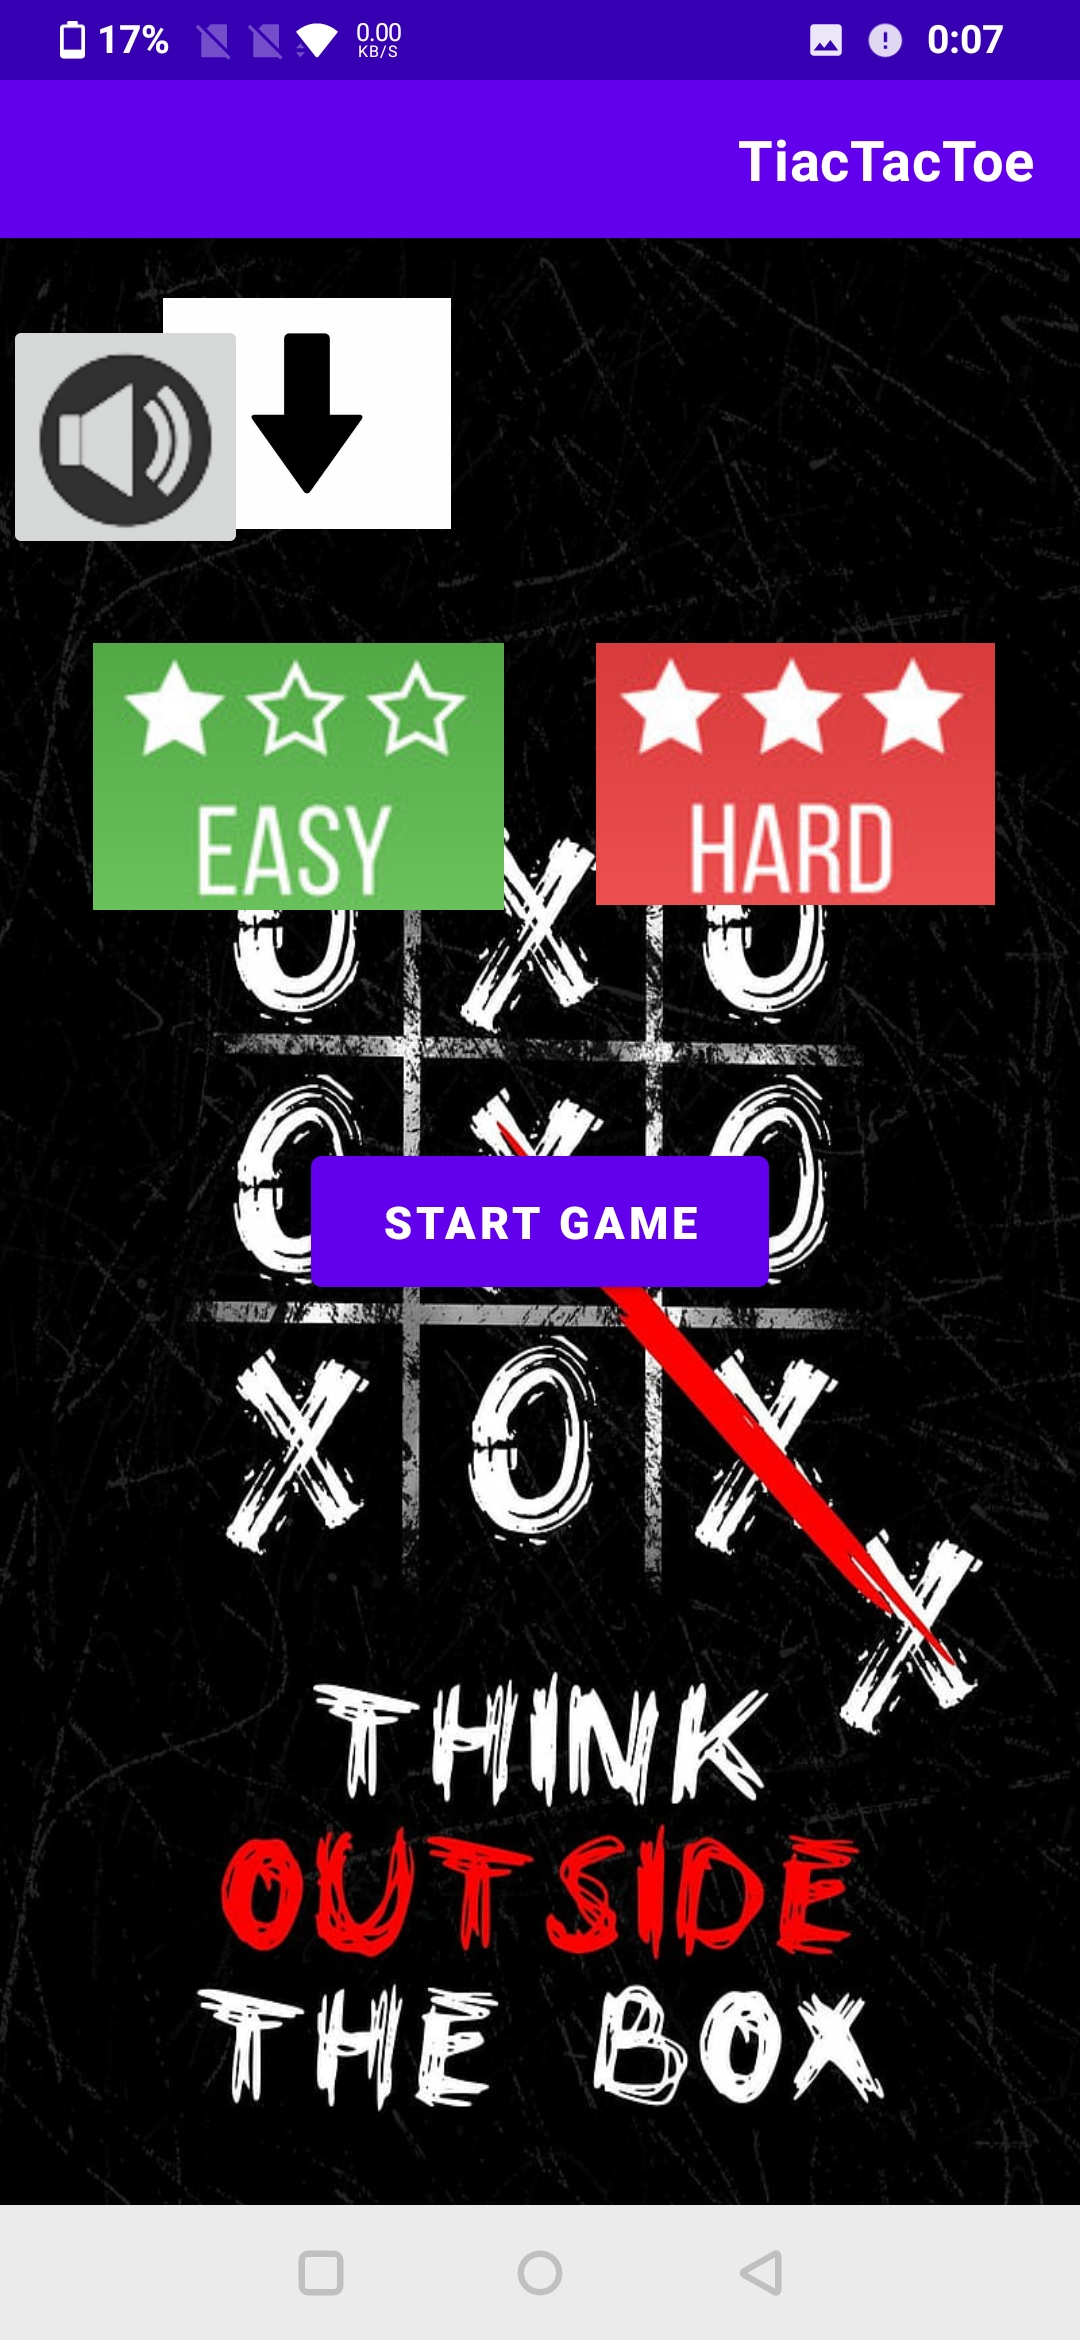 17% 0.00 KB/S 0:07
TiacTacToe
EASY HARD
O X O
O X O
START GAME
X O X
X
THINK
OUTSIDE
THE BOX